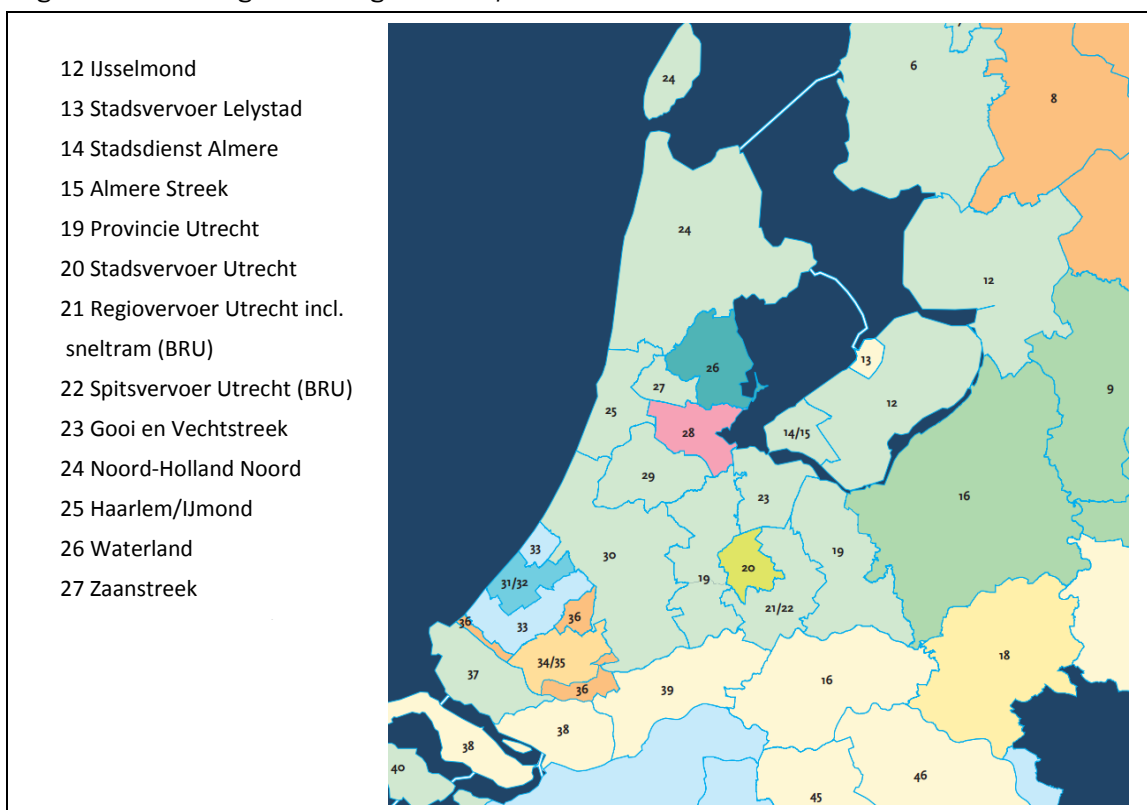 12 IJsselmond
13 Stadsvervoer Lelystad
14 Stadsdienst Almere
15 Almere Streek
19 Provincie Utrecht
20 Stadsvervoer Utrecht
21 Regiovervoer Utrecht incl.
sneltram (BRU)
22 Spitsvervoer Utrecht (BRU)
23 Gooi en Vechtstreek
24 Noord-Holland Noord
25 Haarlem/IJmond
26 Waterland
27 Zaanstreek
24
6
8
24
12
13
26
27
12
9
25
28
14/15
29
23
16
33
30
19
20
31/32
19
21/22
36
33
36
34/35
18
37
36
39
16
38
38
40
45
46